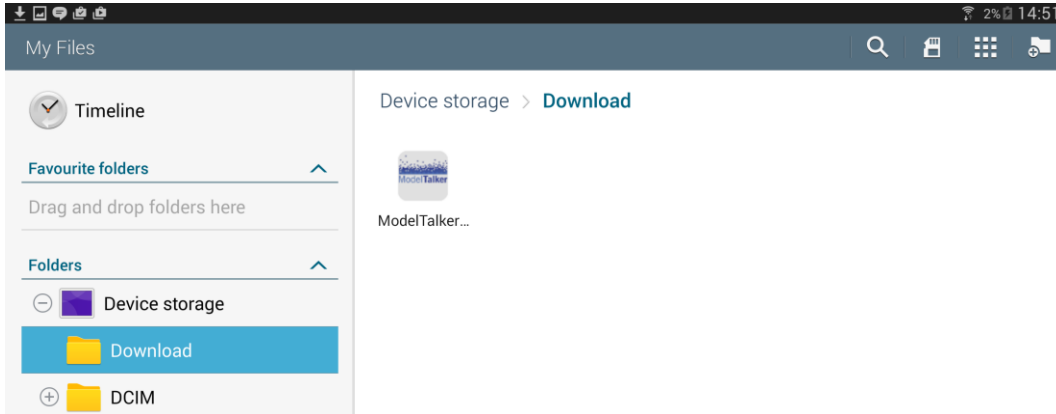 2% 14:51
My Files
Timeline
Favourite folders
Drag and drop folders here
Folders
Device storage
Download
DCIM
Device storage > Download
ModelTalker
ModelTalker...